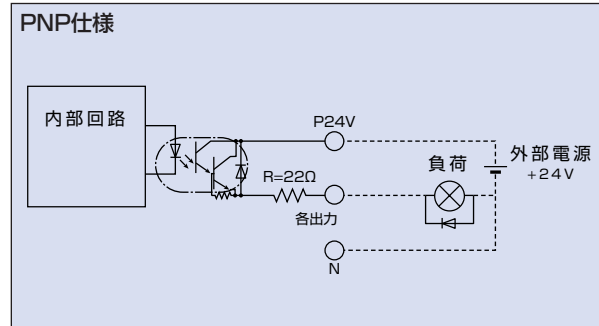 PNP仕様
内部回路
P24V
負荷
外部電源
+24V
R=22Ω
各出力
N